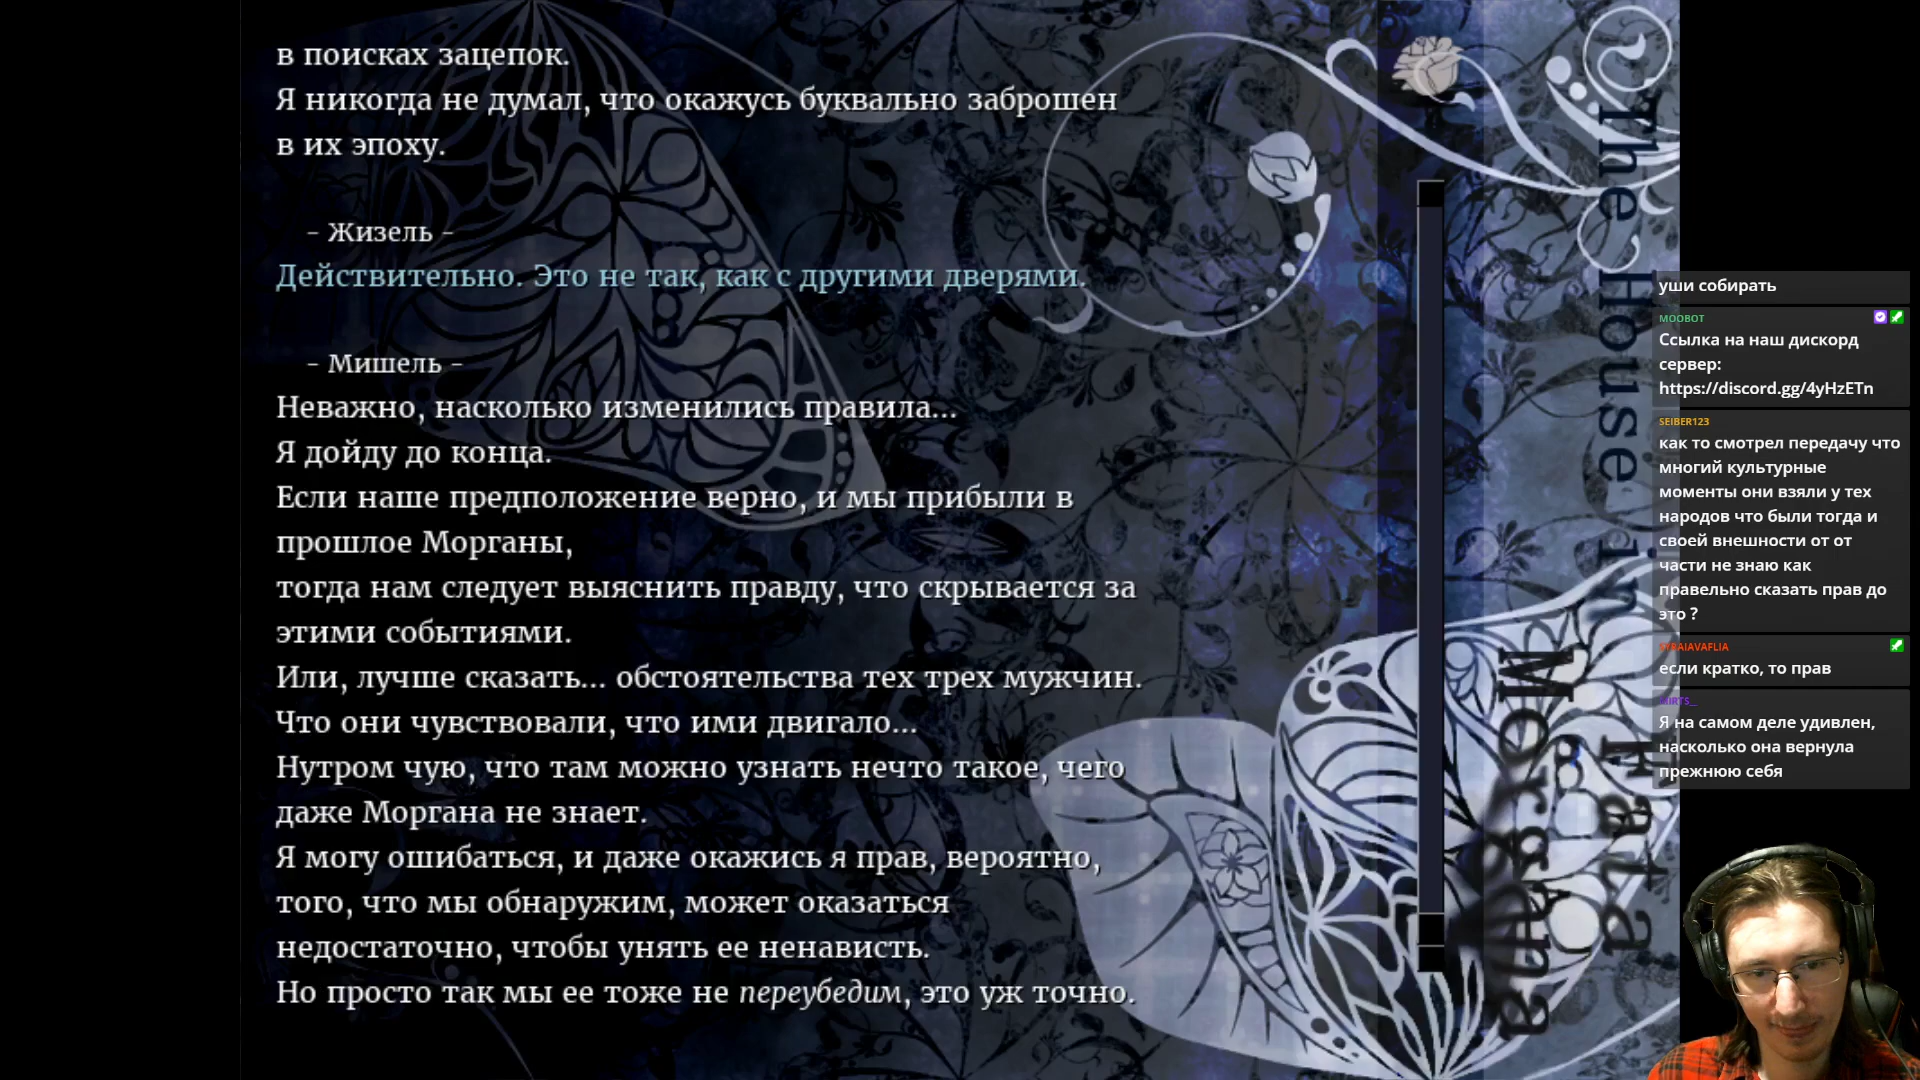 в поисках зацепок.
Я никогда не думал, что окажусь буквально заброшен
в их эпоху.
- Жизель -
Действительно. Это не так, как с другими дверями.
- Мишель -
Неважно, насколько изменились правила...
Я дойду до конца.
Если наше предположение верно, и мы прибыли в
прошлое Морганы,
тогда нам следует выяснить правду, что скрывается за
этими событиями.
Или, лучше сказать... обстоятельства тех трех мужчин.
Что они чувствовали, что ими двигало...
Нутром чую, что там можно узнать нечто такое, чего
даже Моргана не знает.
Я могу ошибаться, и даже окажись я прав, вероятно,
того, что мы обнаружим, может оказаться
недостаточно, чтобы унять ее ненависть.
Но просто так мы ее тоже не переубедим, это уж точно.
The House in
Fata
Morgana
уши собирать
MOOBOT
Ссылка на наш дискорд
сервер:
https://discord.gg/4yHzETn
SEIBER123
как то смотрел передачу что
многий культурные
моменты они взяли у тех
народов что были тогда и
своей внешности от от
части не знаю как
правельно сказать прав до
это ?
если кратко, то прав
Я на самом деле удивлен,
насколько она вернула
прежнюю себя